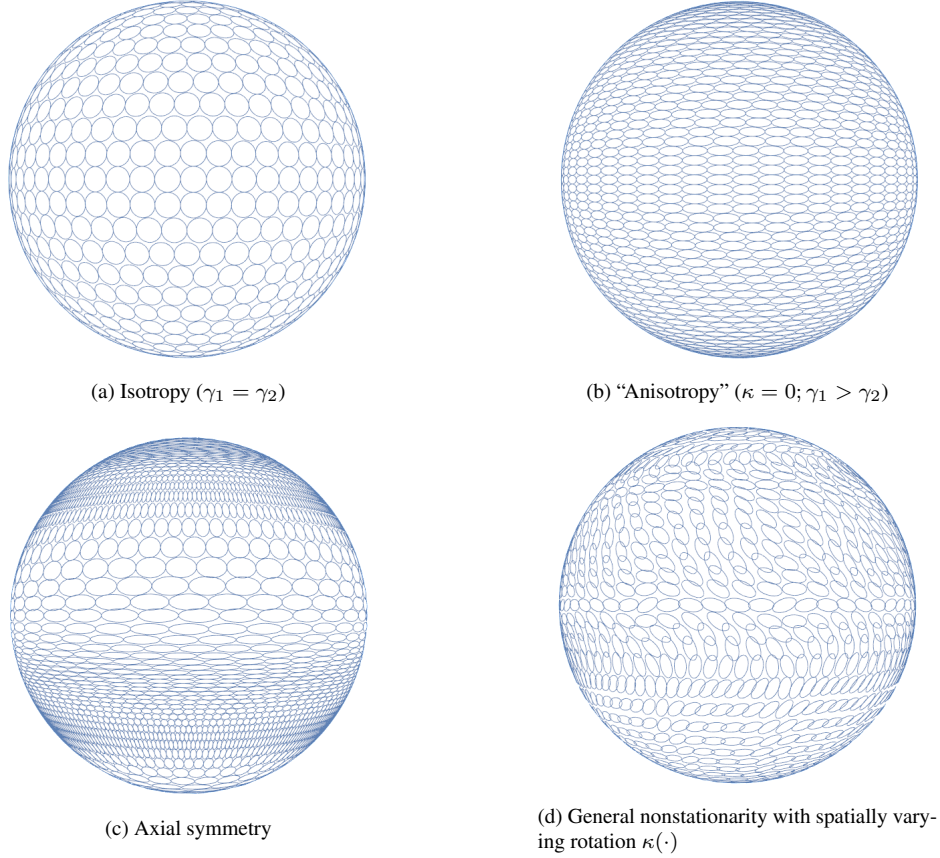 (a) Isotropy (γ₁ = γ₂)
(b) “Anisotropy” (κ = 0; γ₁ > γ₂)
(c) Axial symmetry
(d) General nonstationarity with spatially vary-
ing rotation κ(·)